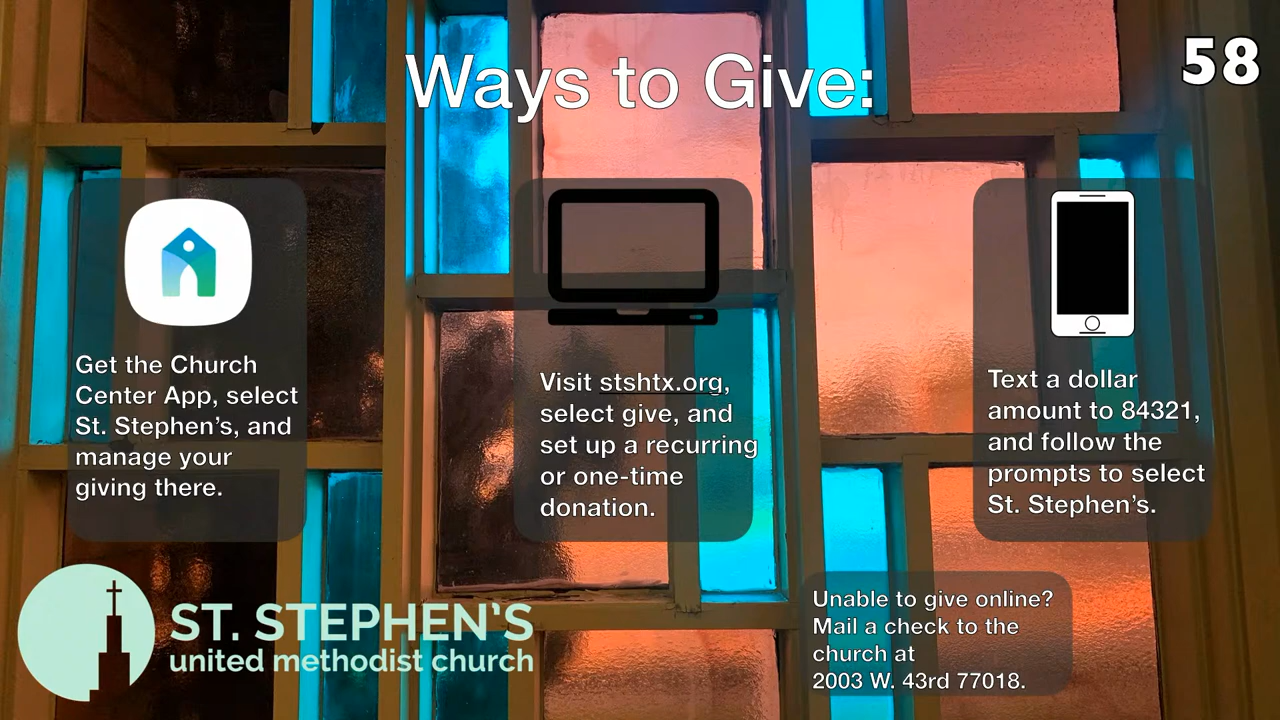 Ways to Give:
58
Get the Church
Center App, select
St. Stephen’s, and
manage your
giving there.
Visit stshtx.org,
select give, and
set up a recurring
or one-time
donation.
Text a dollar
amount to 84321,
and follow the
prompts to select
St. Stephen’s.
ST. STEPHEN’S
united methodist church
Unable to give online?
Mail a check to the
church at
2003 W. 43rd 77018.